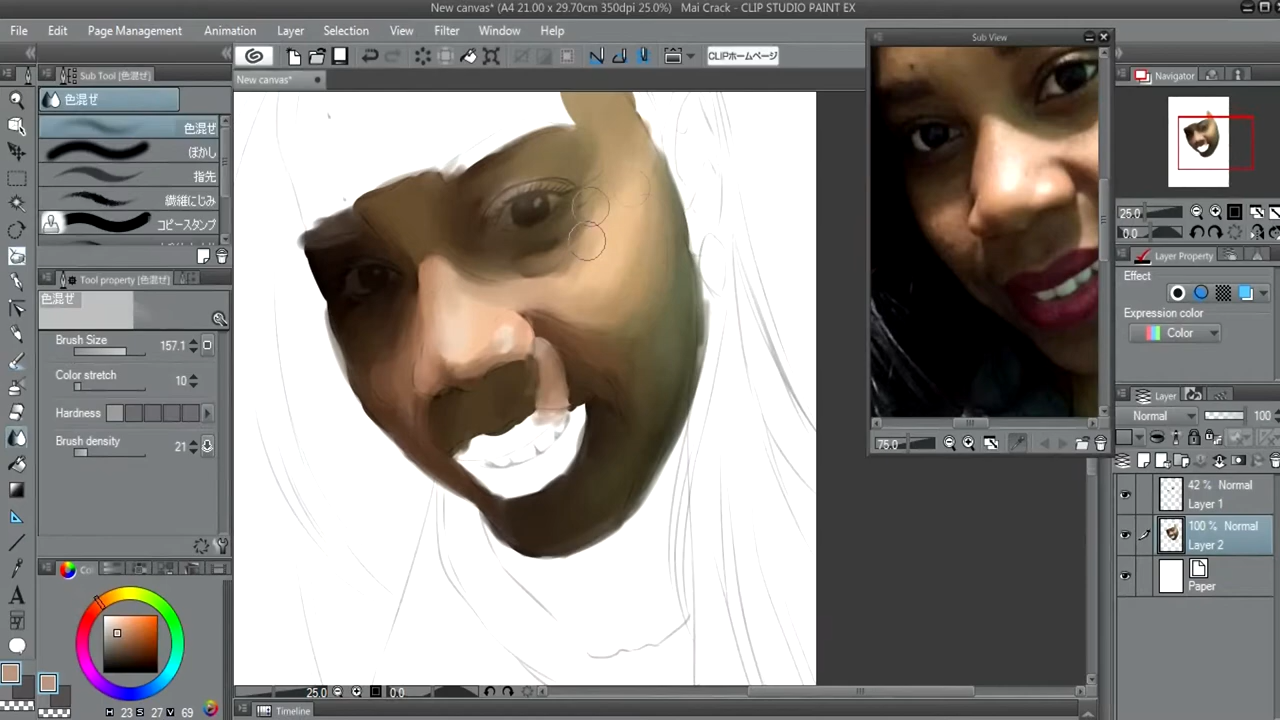 New canvas* (A4 21.00 x 29.70cm 350dpi 25.0%) Mai Crack - CLIP STUDIO PAINT EX
File Edit Page Management Animation Layer Selection View Filter Window Help
CLIPホームページ
Sub Tool [色混ぜ]
New canvas*
色混ぜ
色混ぜ
ぼかし
指先
繊維にじみ
コピースタンプ
Tool property [色混ぜ]
色混ぜ
Brush Size 157.1
Color stretch 10
Hardness
Brush density 21
H 23 S 27 V 69
25.0 0.0
Timeline
Sub View
75.0
Navigator
25.0
0.0
Layer Property
Effect
Expression color
Color
Layer
Normal 100
42 % Normal
Layer 1
100 % Normal
Layer 2
Paper